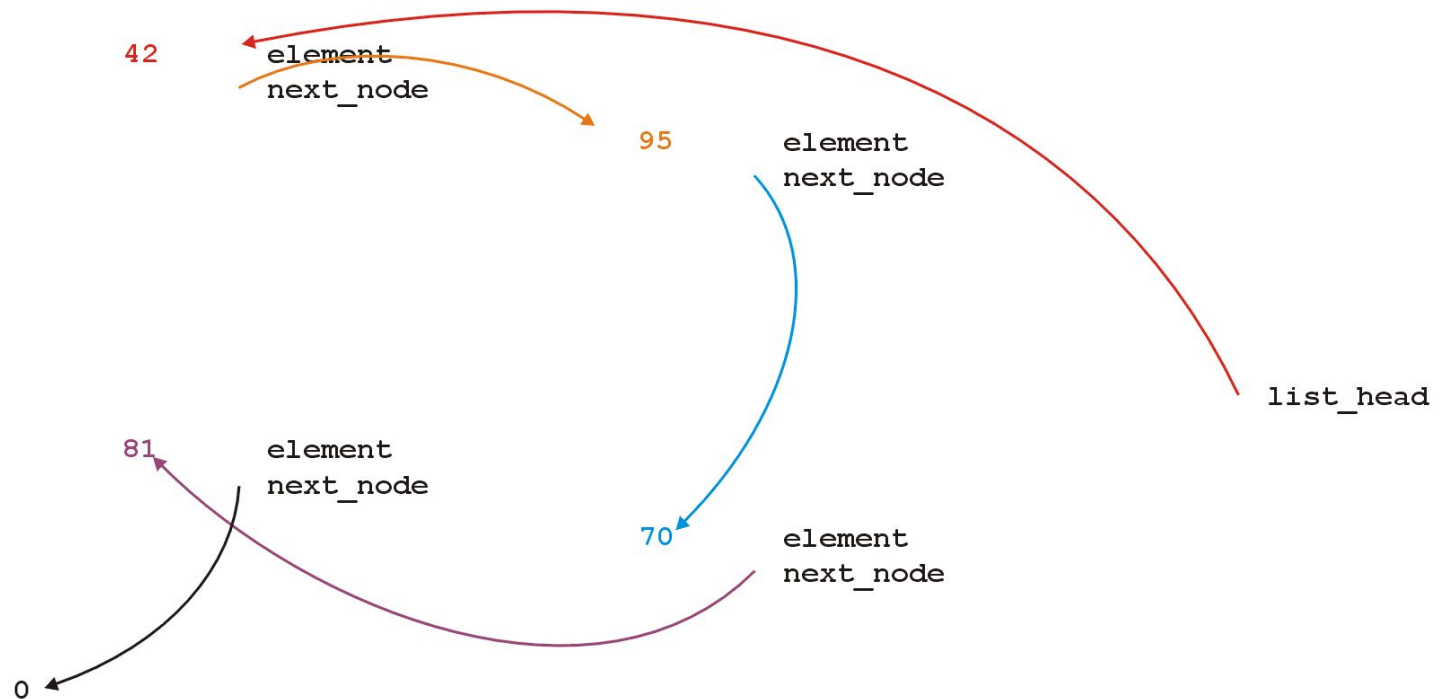 42 element
next_node
95 element
next_node
list_head
81 element
next_node
70 element
next_node
0